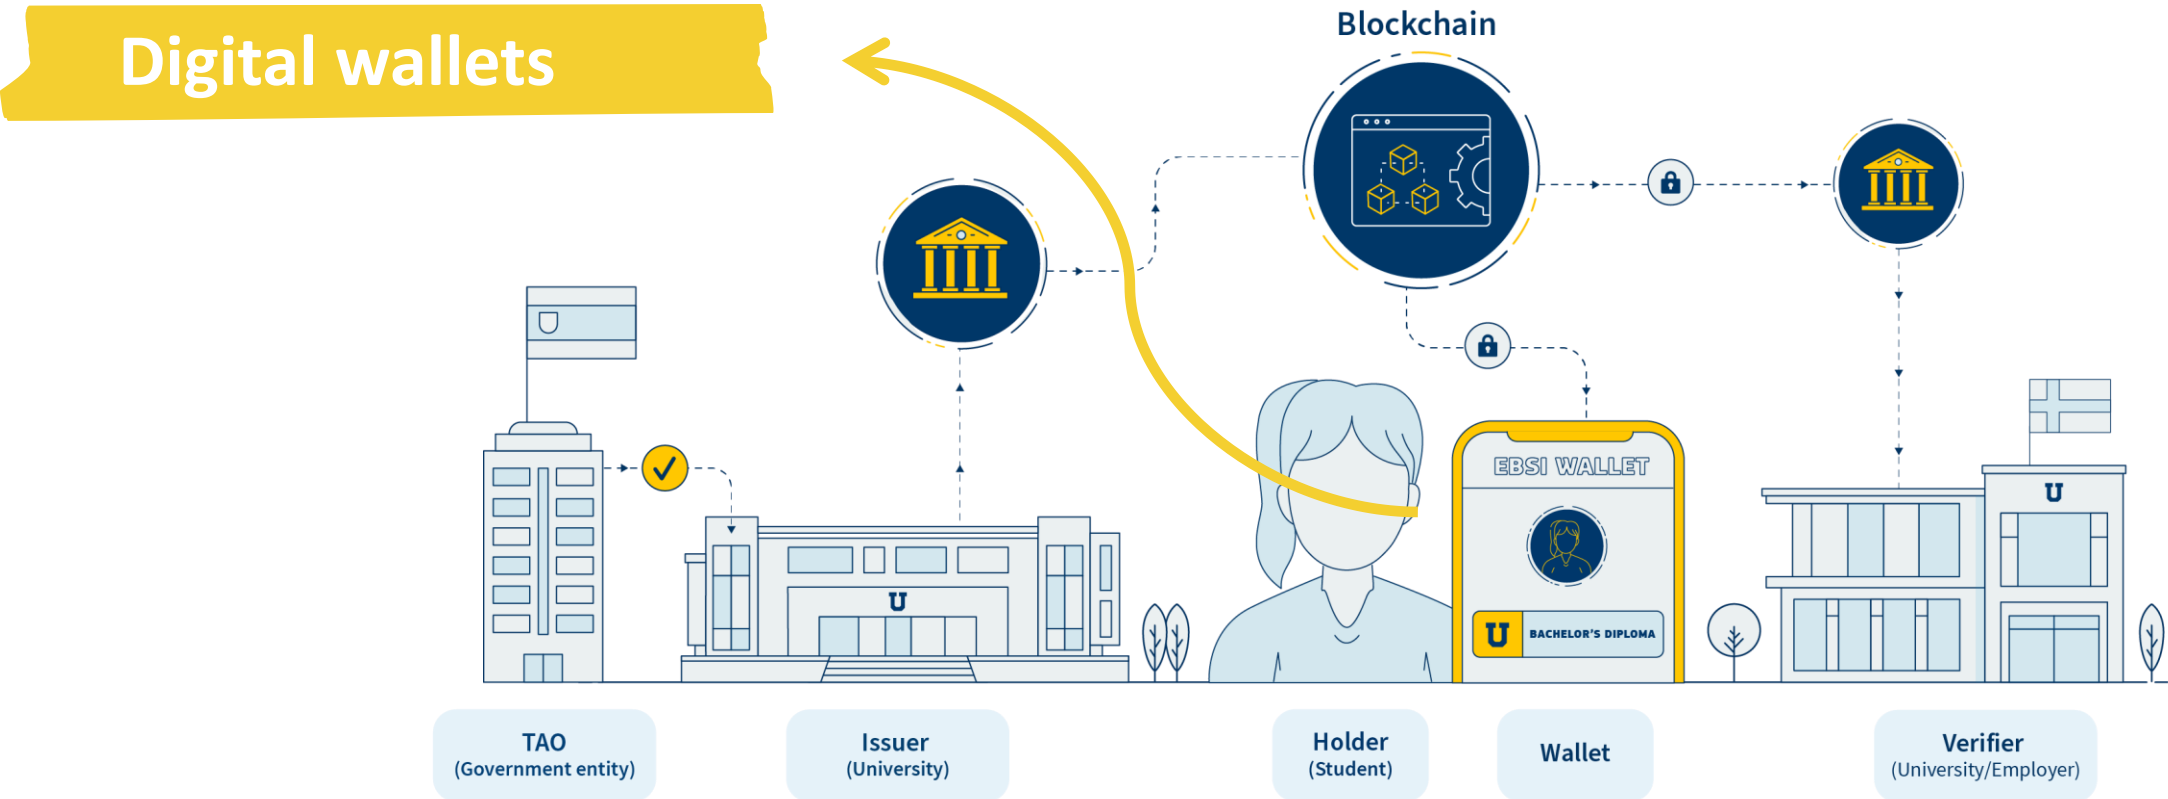 Digital wallets
Blockchain
EBSI WALLET
U
U
U
BACHELOR'S DIPLOMA
TAO
(Government entity)
Issuer
(University)
Holder
(Student)
Wallet
Verifier
(University/Employer)